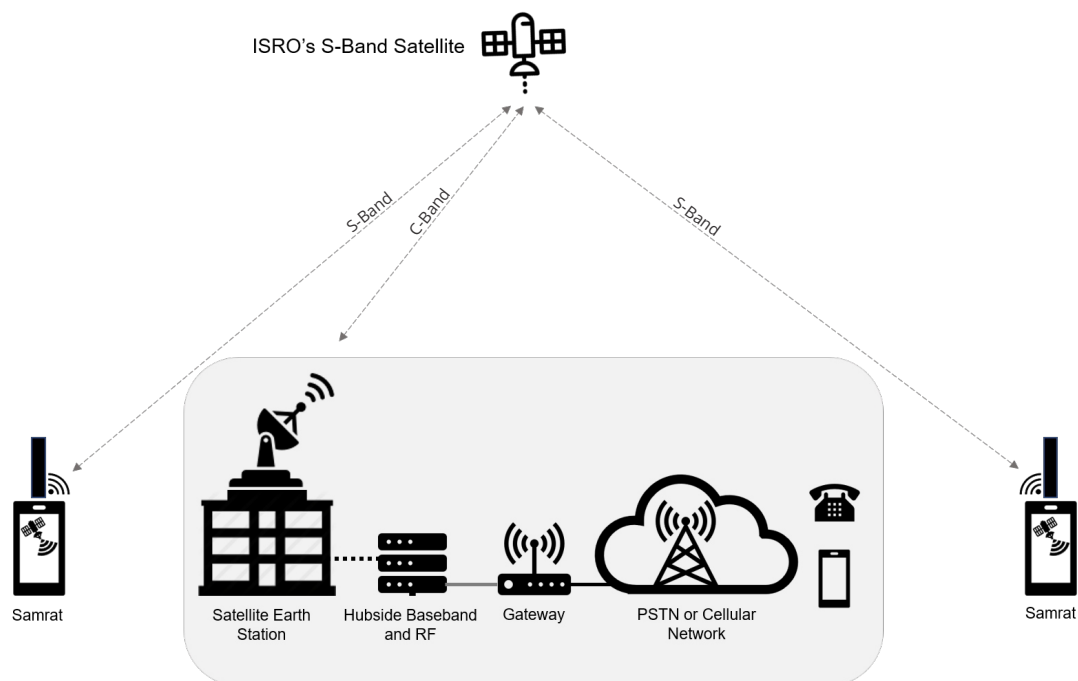 ISRO’s S-Band Satellite
S-Band
C-Band
S-Band
Samrat
Satellite Earth
Station
Hubside Baseband
and RF
Gateway
PSTN or Cellular
Network
Samrat